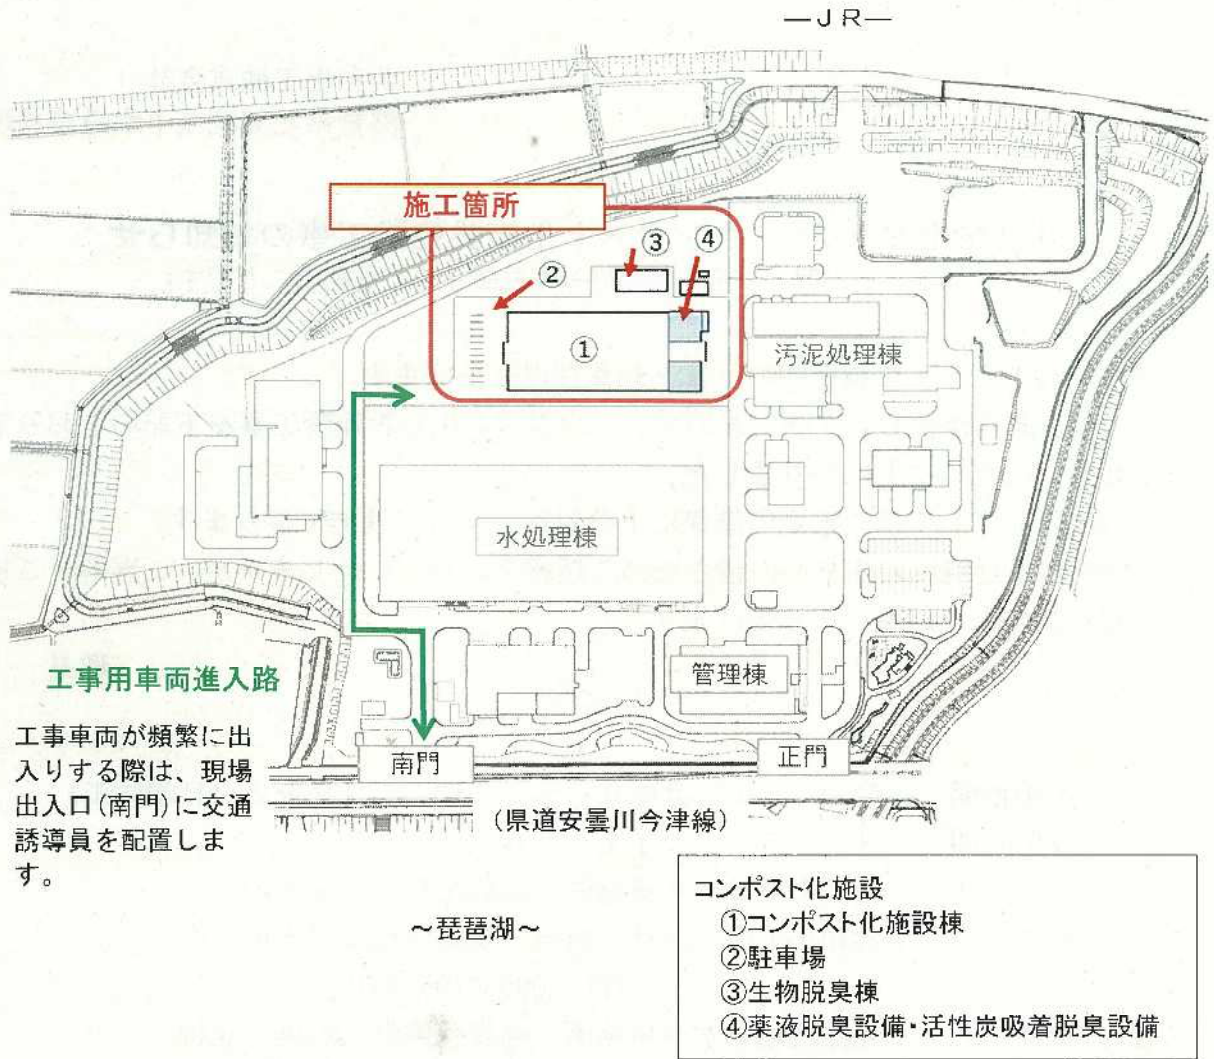 ―ＪＲ―
施工箇所
③
④
②
①
汚泥処理棟
水処理棟
工事用車両進入路
管理棟
工事車両が頻繁に出
入りする際は、現場
出入口(南門)に交通
誘導員を配置しま
す。
南門
正門
（県道安曇川今津線）
～琵琶湖～
コンポスト化施設
①コンポスト化施設棟
②駐車場
③生物脱臭棟
④薬液脱臭設備・活性炭吸着脱臭設備